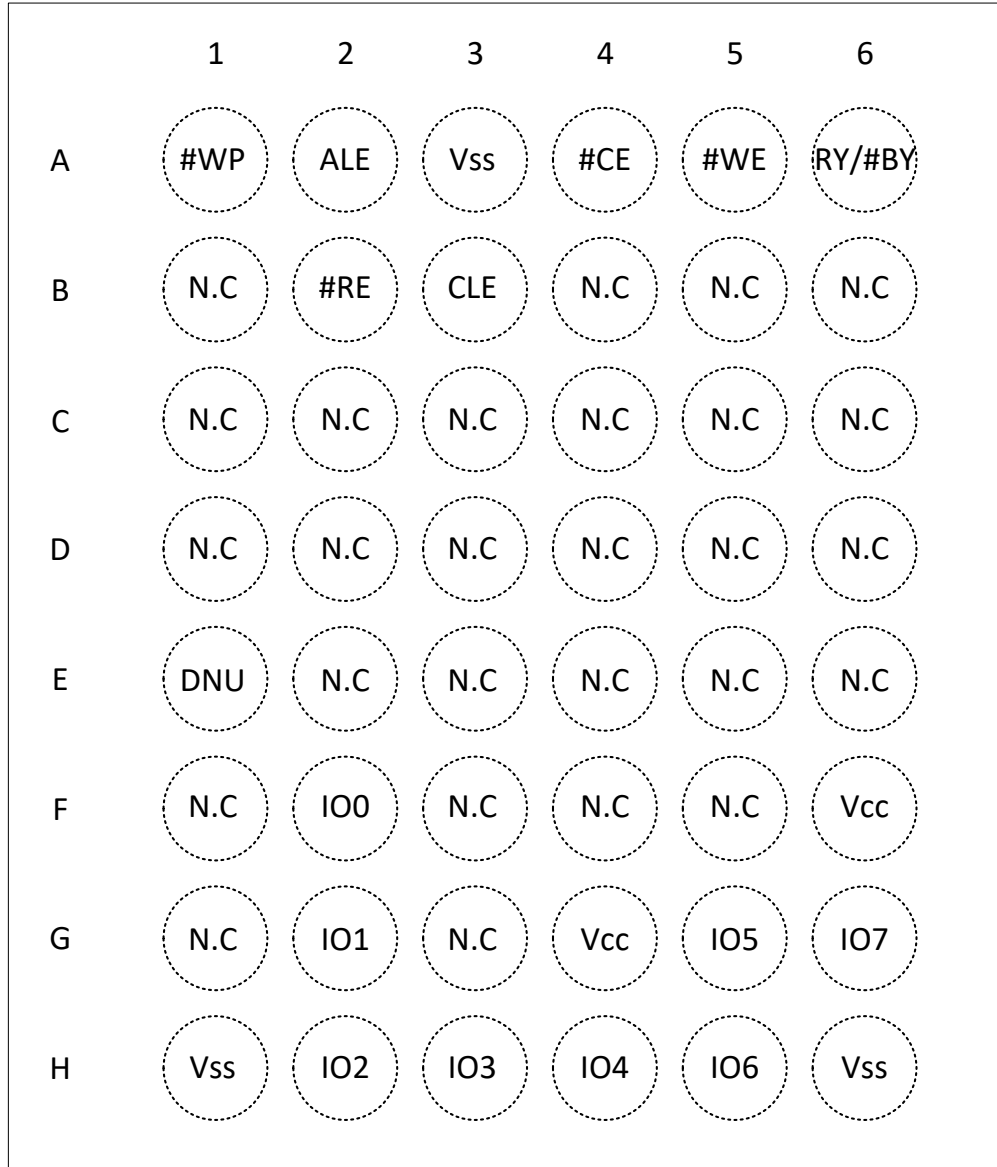 1 2 3 4 5 6
A #WP ALE Vss #CE #WE RY/#BY
B N.C #RE CLE N.C N.C N.C
C N.C N.C N.C N.C N.C N.C
D N.C N.C N.C N.C N.C N.C
E DNU N.C N.C N.C N.C N.C
F N.C IO0 N.C N.C N.C Vcc
G N.C IO1 N.C Vcc IO5 IO7
H Vss IO2 IO3 IO4 IO6 Vss